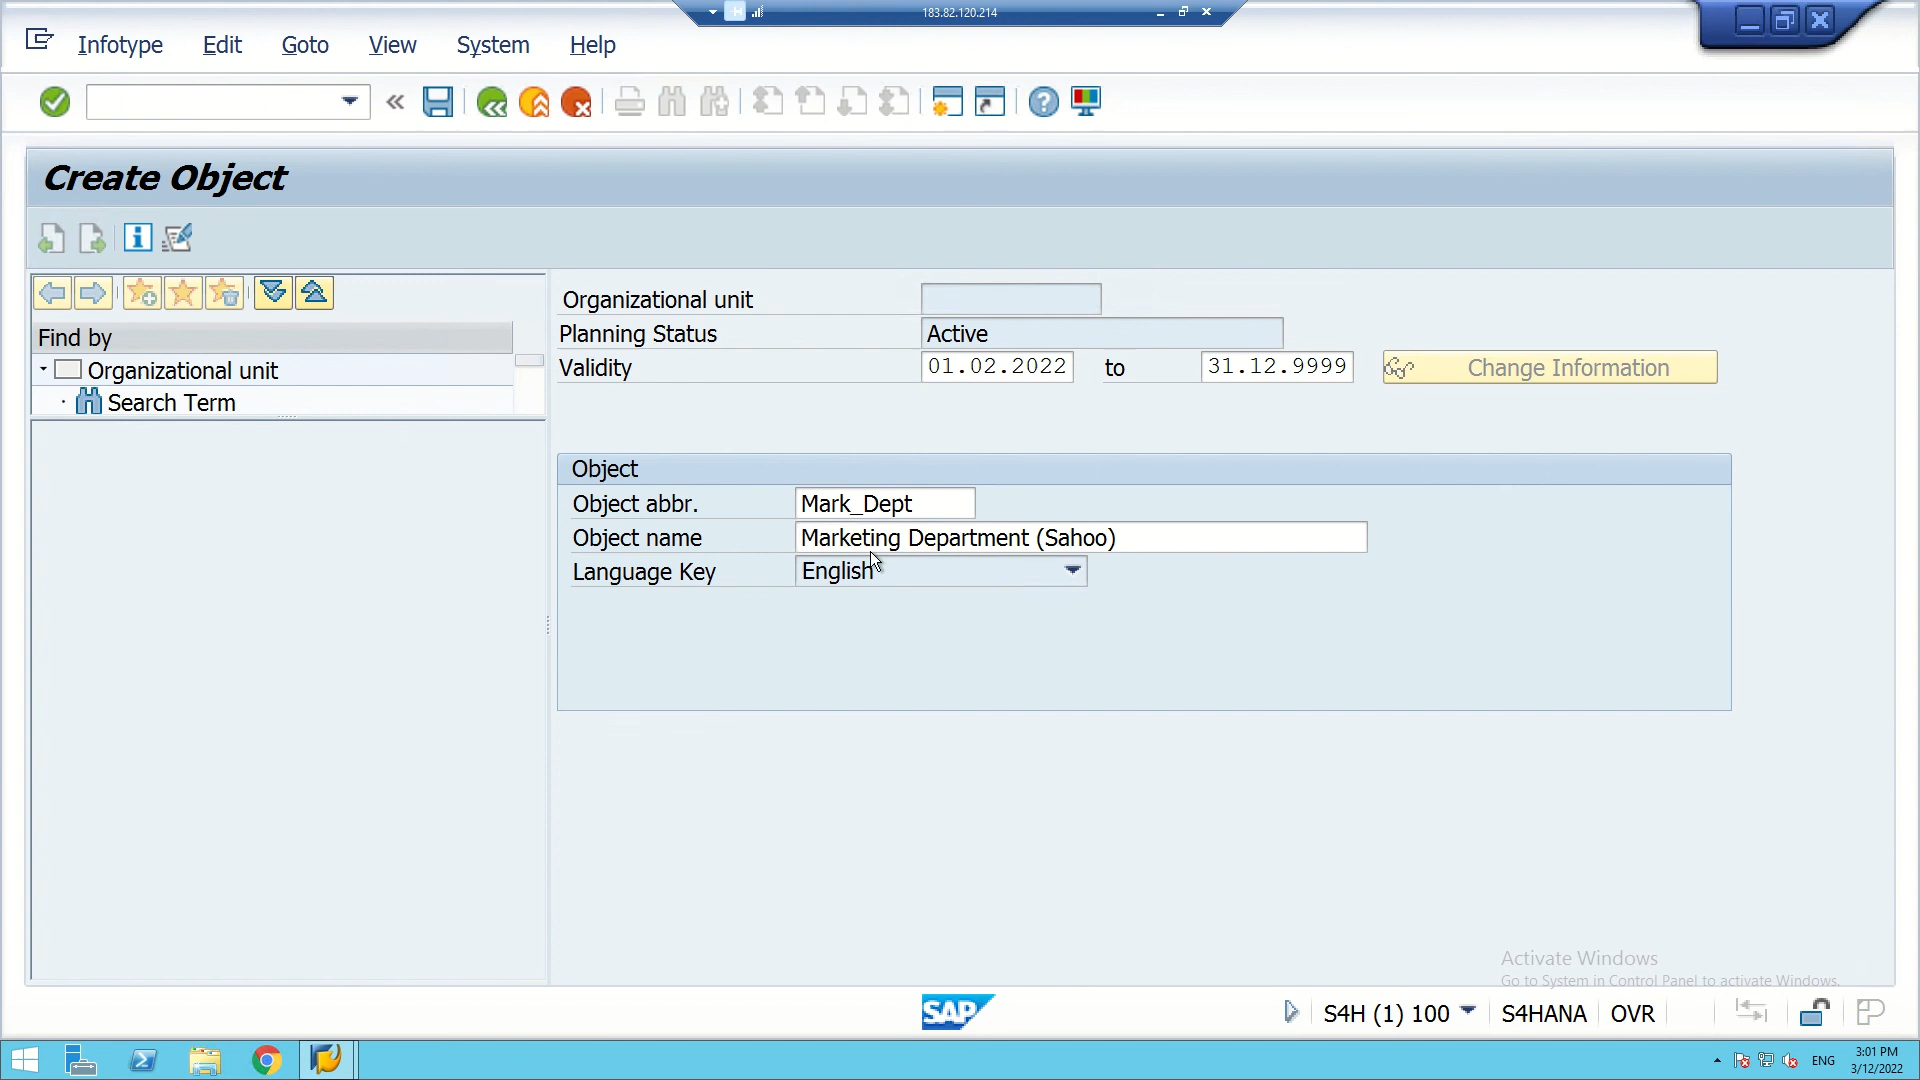 183.82.120.214
Infotype Edit Goto View System Help
Create Object
Find by
Organizational unit
Search Term
Organizational unit
Planning Status Active
Validity 01.02.2022 to 31.12.9999 Change Information
Object
Object abbr. Mark_Dept
Object name Marketing Department (Sahoo)
Language Key English
Activate Windows
Go to System in Control Panel to activate Windows.
SAP S4H (1) 100 S4HANA OVR
ENG 3:01 PM
3/12/2022